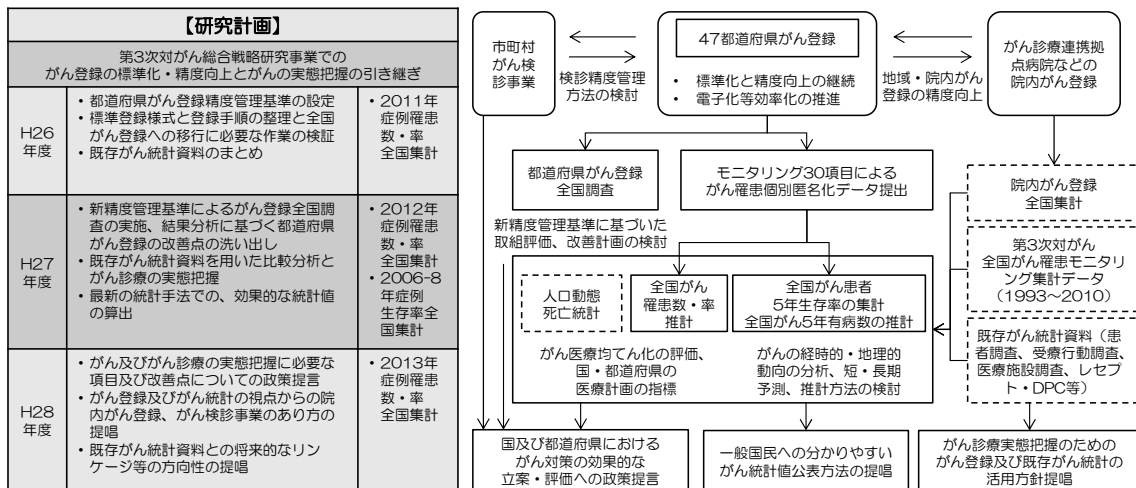 【研究計画】
第3次対がん総合戦略研究事業での
がん登録の標準化・精度向上とがんの実態把握の引き継ぎ
H26
年度
• 都道府県がん登録精度管理基準の設定
• 標準登録様式と登録手順の整理と全国
がん登録への移行に必要な作業の検証
• 既存がん統計資料のまとめ
• 2011年
症例罹患
数・率
全国集計
H27
年度
• 新精度管理基準によるがん登録全国調
査の実施、結果分析に基づく都道府県
がん登録の改善点の洗い出し
• 既存がん統計資料を用いた比較分析と
がん診療の実態把握
• 最新の統計手法での、効果的な統計値
の算出
• 2012年
症例罹患
数・率
全国集計
• 2006-8
年症例
生存率全
国集計
H28
年度
• がん及びがん診療の実態把握に必要な
項目及び改善点についての政策提言
• がん登録及びがん統計の視点からの院
内がん登録、がん検診事業のあり方の
提唱
• 既存がん統計資料との将来的なリン
ケージ等の方向性の提唱
• 2013年
症例罹患
数・率
全国集計
市町村
がん検
診事業
検診精度管理
方法の検討
47都道府県がん登録
• 標準化と精度向上の継続
• 電子化等効率化の推進
地域・院内がん
登録の精度向上
がん診療連携拠
点病院などの
院内がん登録
都道府県がん登録
全国調査
モニタリング30項目による
がん罹患個別匿名化データ提出
院内がん登録
全国集計
新精度管理基準に基づいた
取組評価、改善計画の検討
第3次対がん
全国がん罹患モニタ
リング集計データ
(1993~2010)
人口動態
死亡統計
全国がん
罹患数・率
推計
全国がん患者
5年生存率の集計
全国がん5年有病数の推計
既存がん統計資料(患
者調査、受療行動調査、
医療施設調査、レセプ
ト・DPC等)
がん医療均てん化の評価、
国・都道府県の
医療計画の指標
がんの経時的・地理的
動向の分析、短・長期
予測、推計方法の検討
国及び都道府県における
がん対策の効果的な
立案・評価への政策提言
一般国民への分かりやすい
がん統計値公表方法の提唱
がん診療実態把握のための
がん登録及び既存がん統計の
活用方針提唱